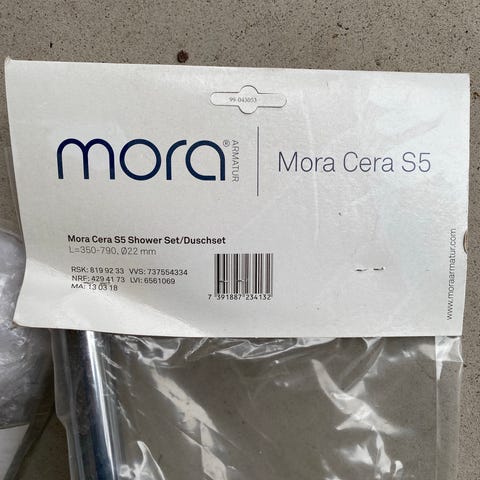 99-043053
mora®
ARMATUR
Mora Cera S5
Mora Cera S5 Shower Set/Duschset
L=350-790, Ø22 mm
RSK: 819 92 33 VVS: 737554334
NRF: 429 41 73 LVI: 6561069
MA: 13 03 18
7 391887 234132
www.moraarmatur.com